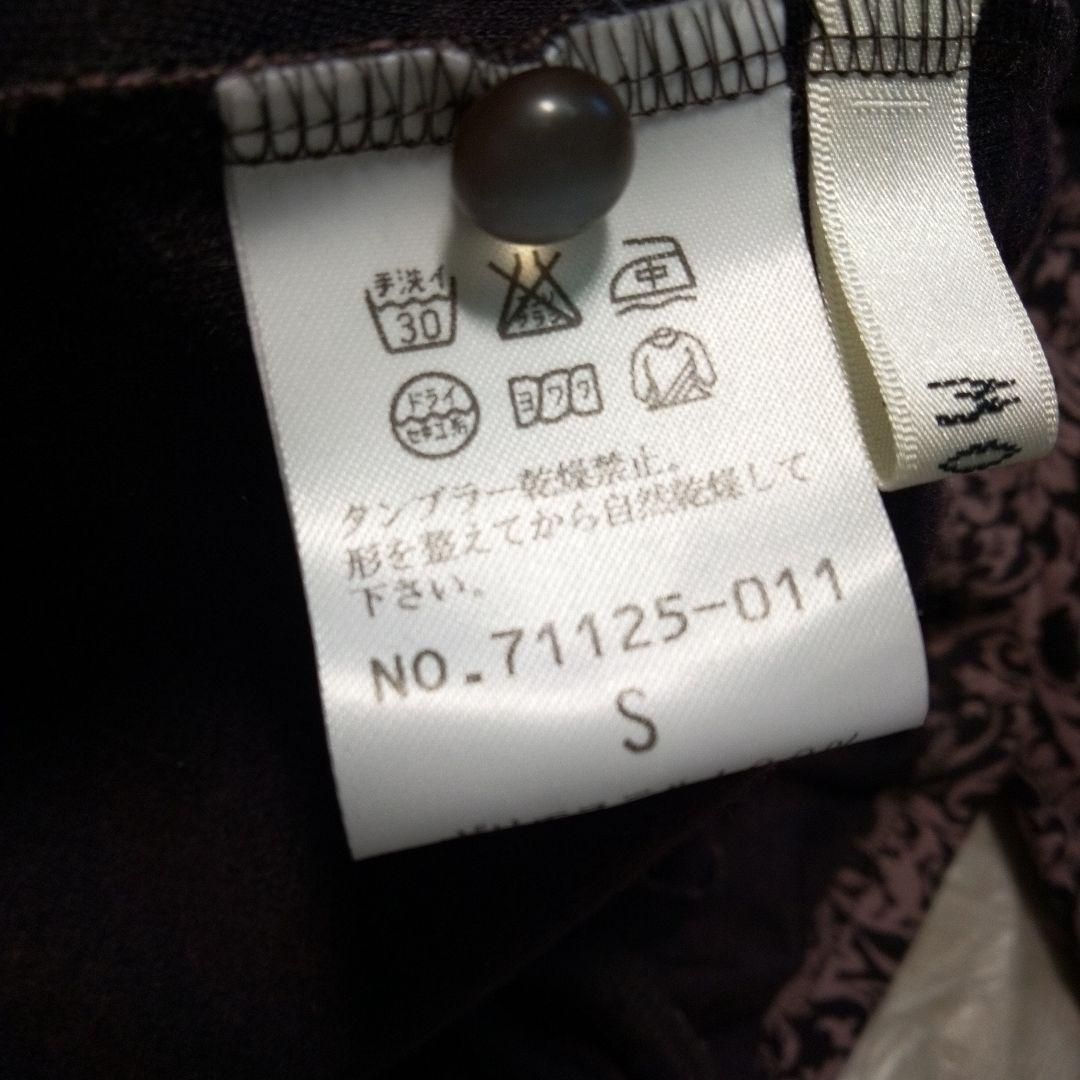 手洗イ
30
中
ドライ
セキユ系
ヨワク
タンブラー乾燥禁止。
形を整えてから自然乾燥して
下さい。
NO.71125-011
S